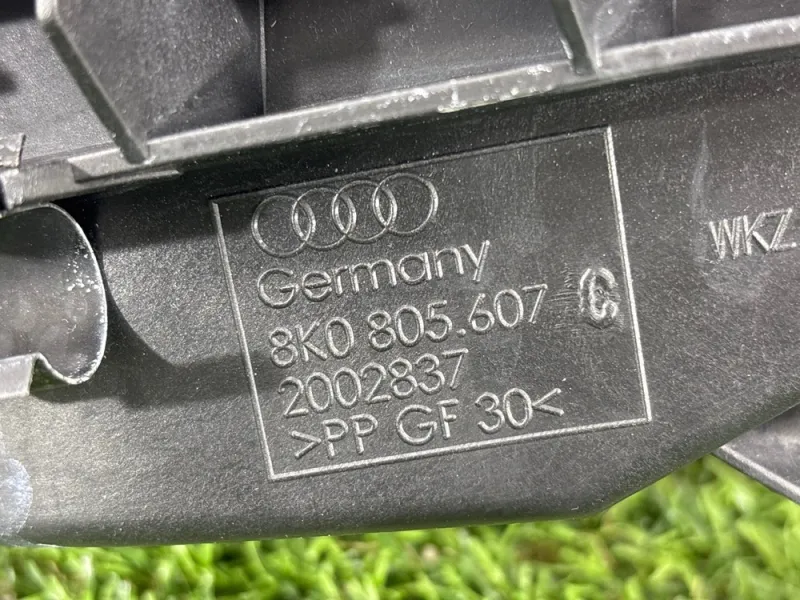 Germany
8K0 805.607 C
2002837
>PP GF 30<
WKZ